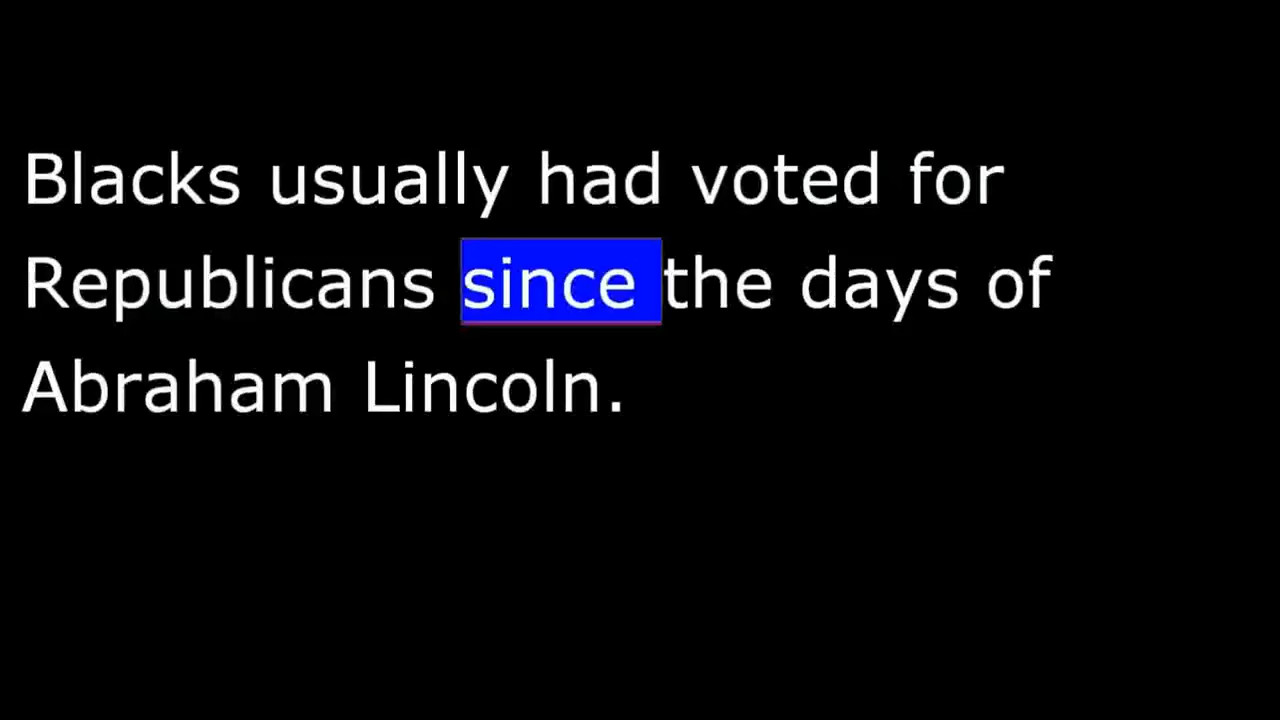 Blacks usually had voted for
Republicans since the days of
Abraham Lincoln.